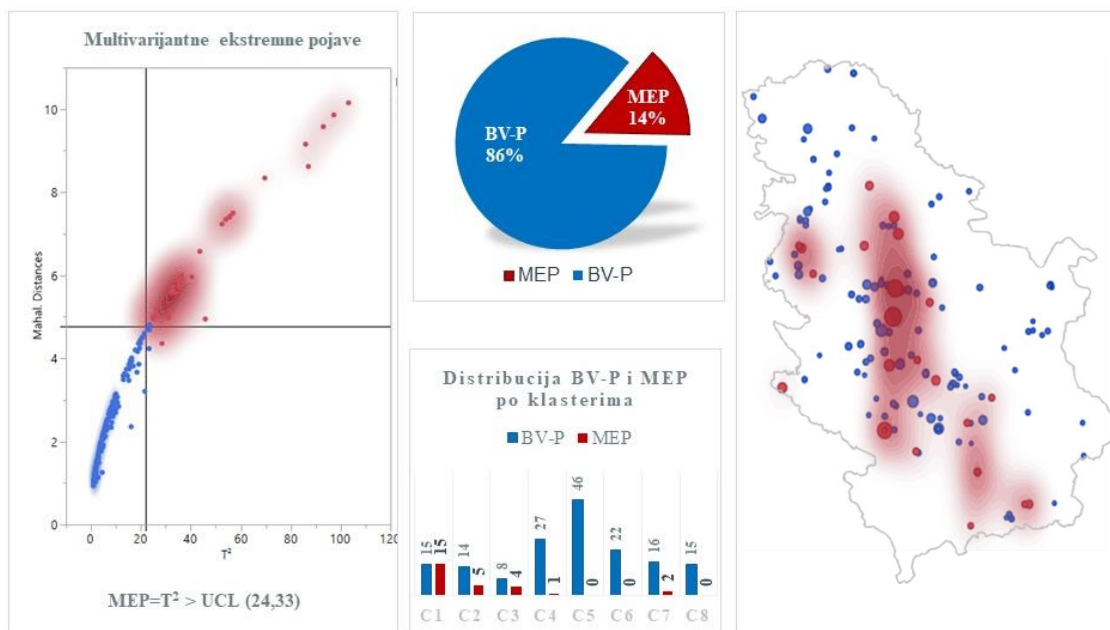 Multivarijantne ekstremne pojave
Mahal. Distances
10
8
6
4
2
0
0 20 40 60 80 100 120
T²
MEP=T² > UCL (24,33)
MEP
14%
BV-P
86%
MEP BV-P
Distribucija BV-P i MEP
po klasterima
BV-P MEP
15 15 14 5 8 4 27 1 46 0 22 0 16 2 15 0
C1 C2 C3 C4 C5 C6 C7 C8